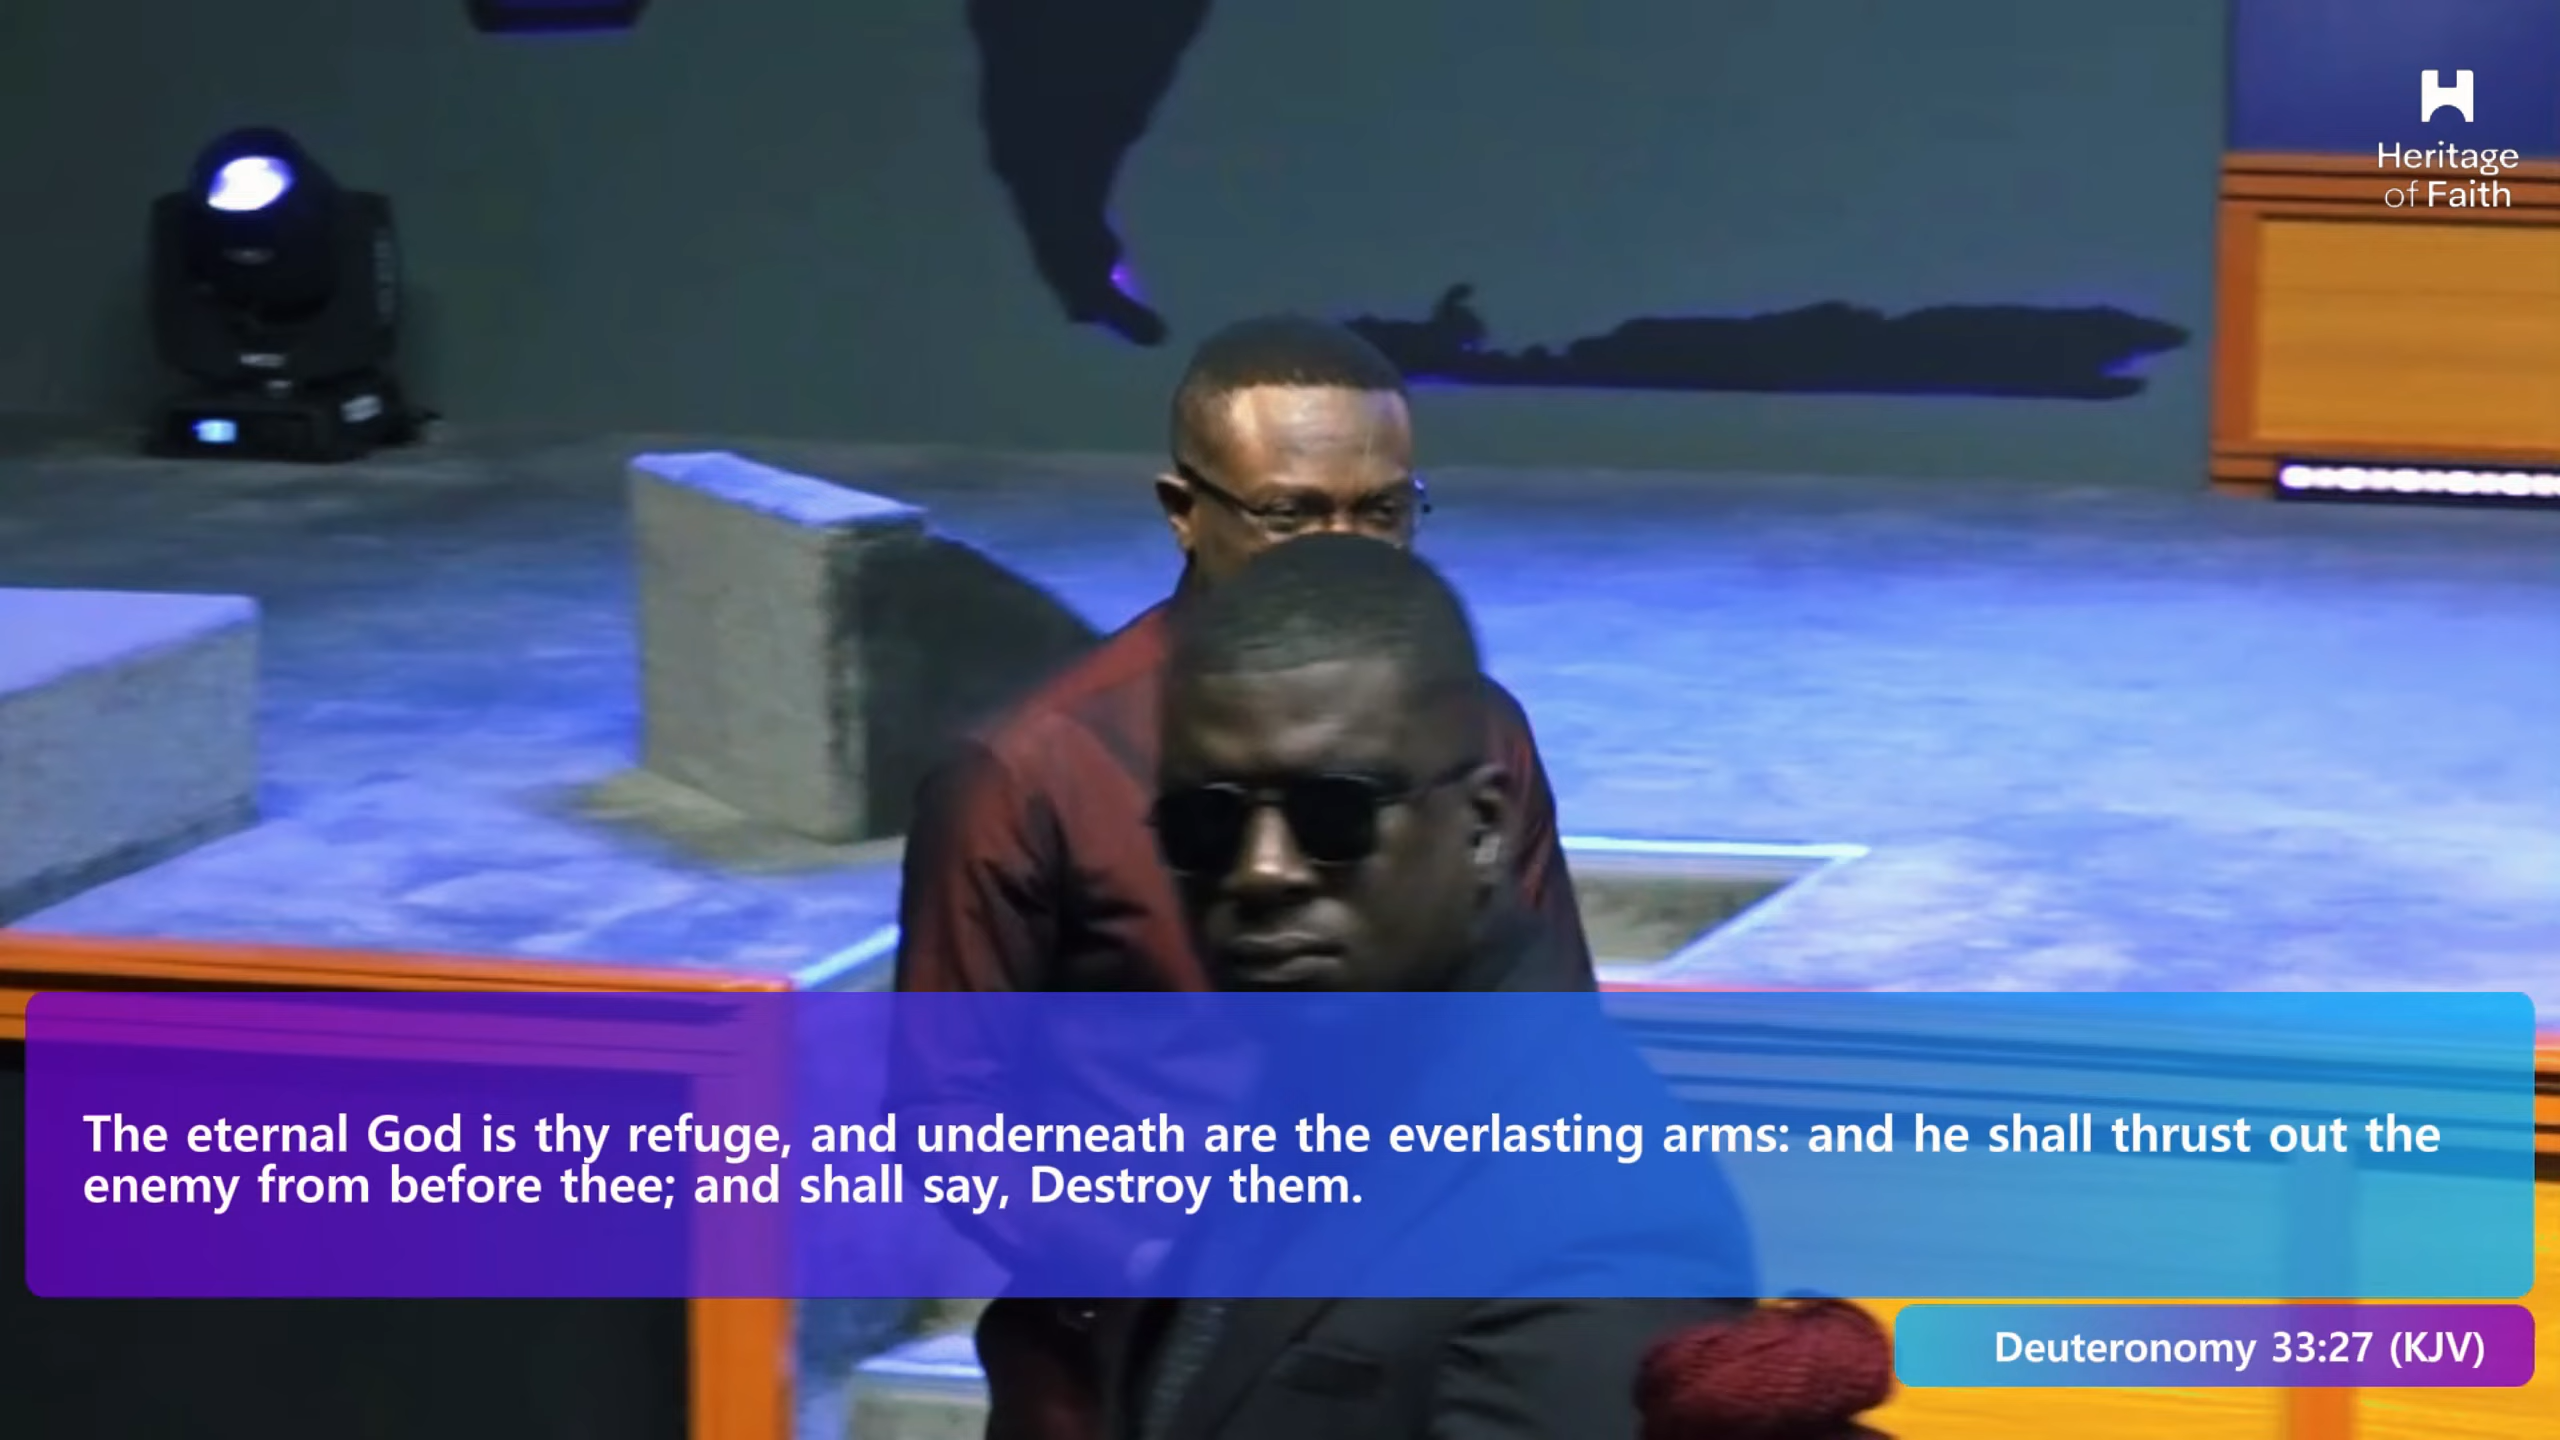 Heritage
of Faith
The eternal God is thy refuge, and underneath are the everlasting arms: and he shall thrust out the
enemy from before thee; and shall say, Destroy them.
Deuteronomy 33:27 (KJV)